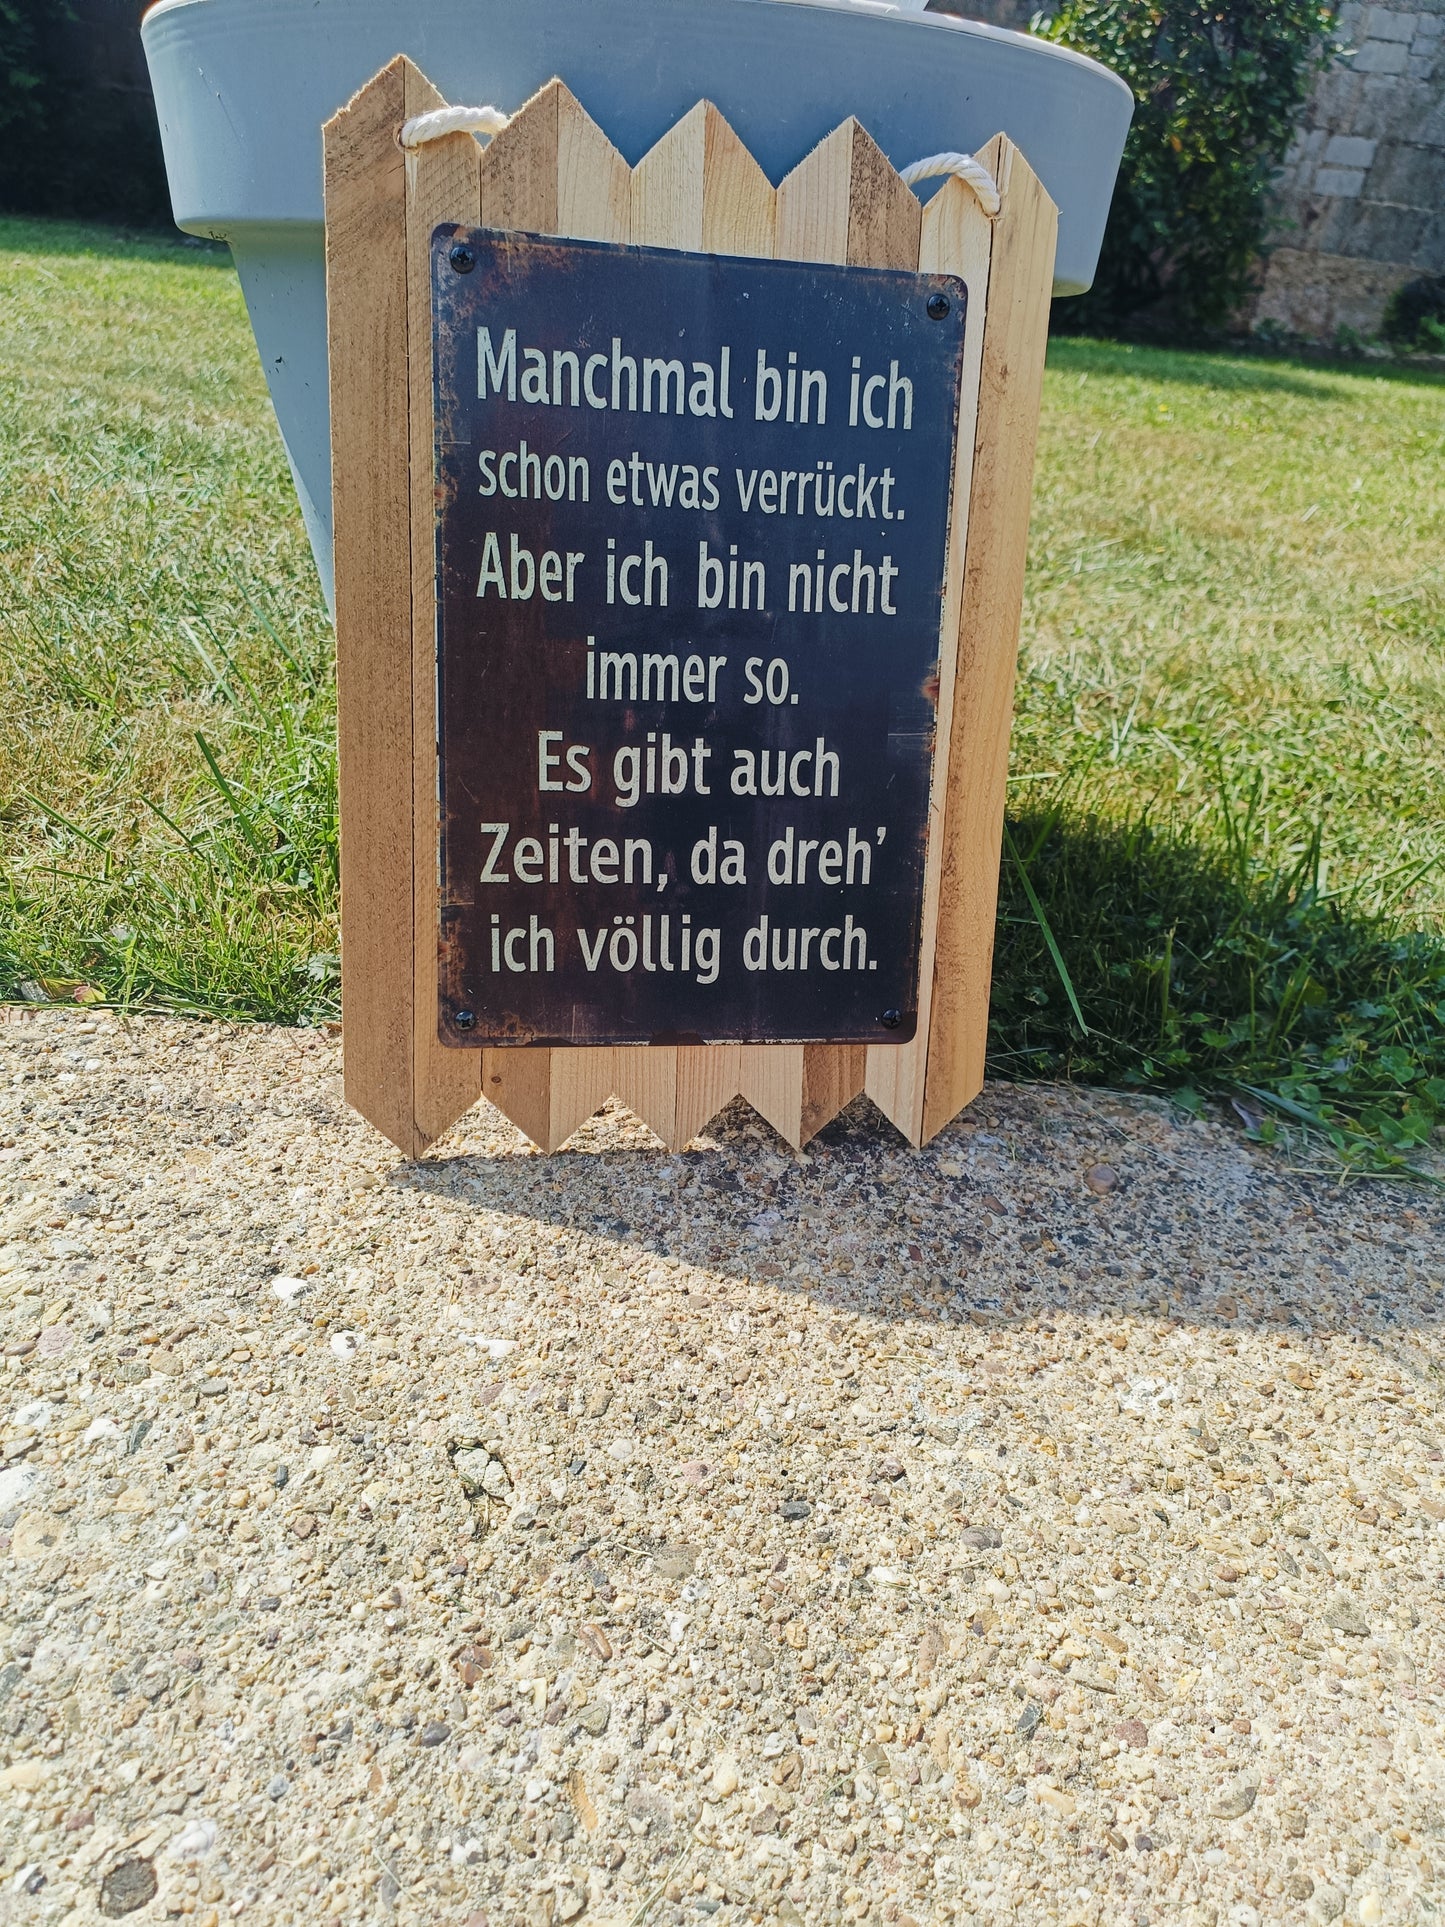 Manchmal bin ich
schon etwas verrückt.
Aber ich bin nicht
immer so.
Es gibt auch
Zeiten, da dreh’
ich völlig durch.